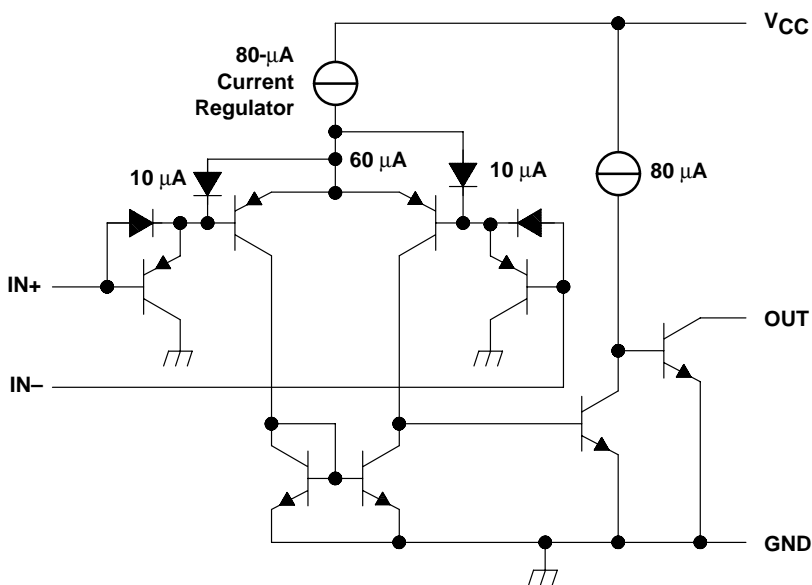 V_CC
80-μA
Current
Regulator
60 μA
10 μA
10 μA
80 μA
IN+
OUT
IN–
GND